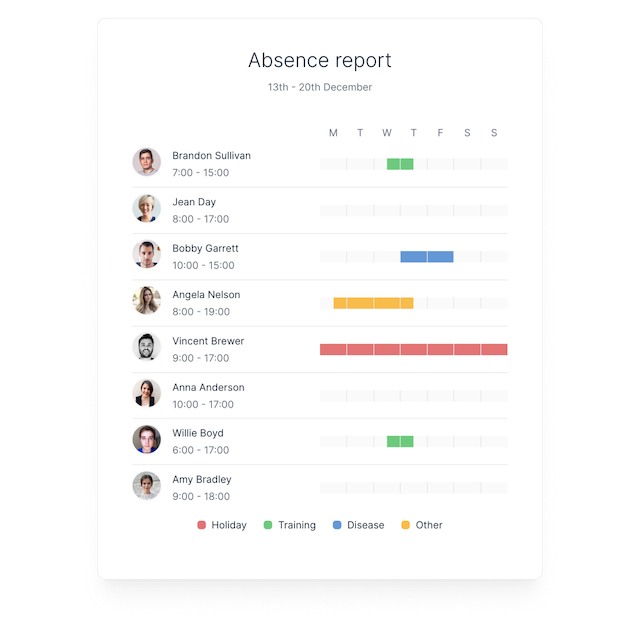 Absence report
13th - 20th December
M T W T F S S
Brandon Sullivan
7:00 - 15:00
Jean Day
8:00 - 17:00
Bobby Garrett
10:00 - 15:00
Angela Nelson
8:00 - 19:00
Vincent Brewer
9:00 - 17:00
Anna Anderson
10:00 - 17:00
Willie Boyd
6:00 - 17:00
Amy Bradley
9:00 - 18:00
Holiday Training Disease Other